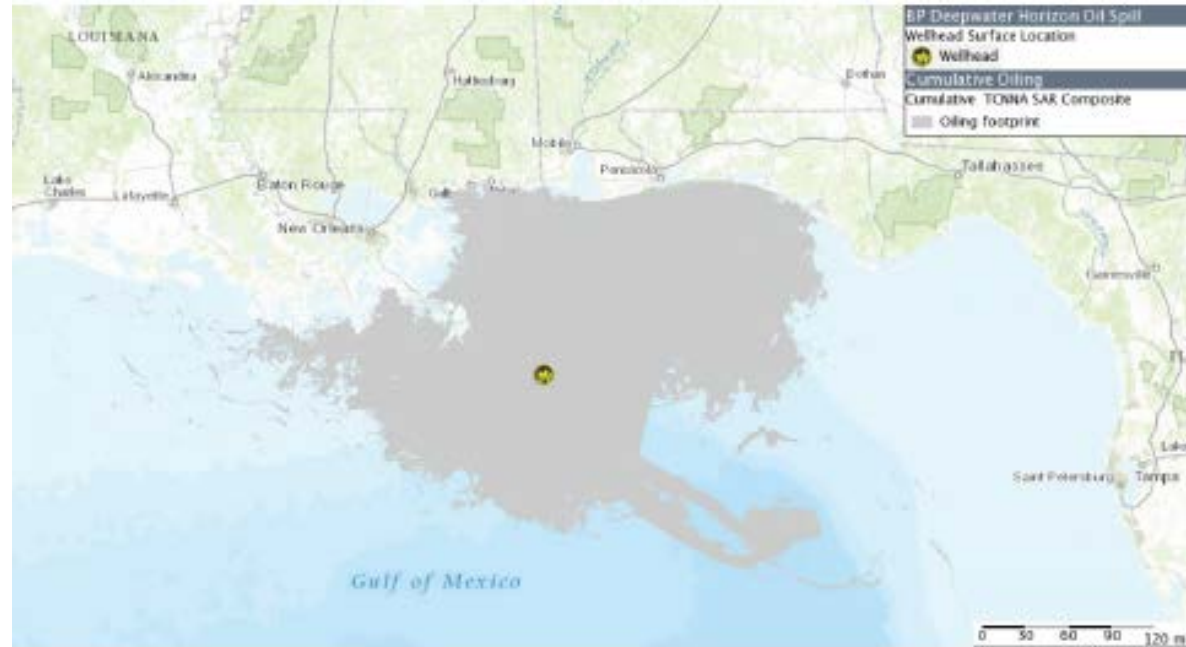 BP Deepwater Horizon Oil Spill
Wellhead Surface Location
Wellhead
Cumulative Oiling
Cumulative TCNNA SAR Composite
Oiling footprint
LOUISIANA
Alexandria
Hattiesburg
Dothan
Mobile
Pensacola
Tallahassee
Lake
Charles
Lafayette
Baton Rouge
New Orleans
Gainesville
Saint Petersburg
Tampa
Gulf of Mexico
0 30 60 90 120 m